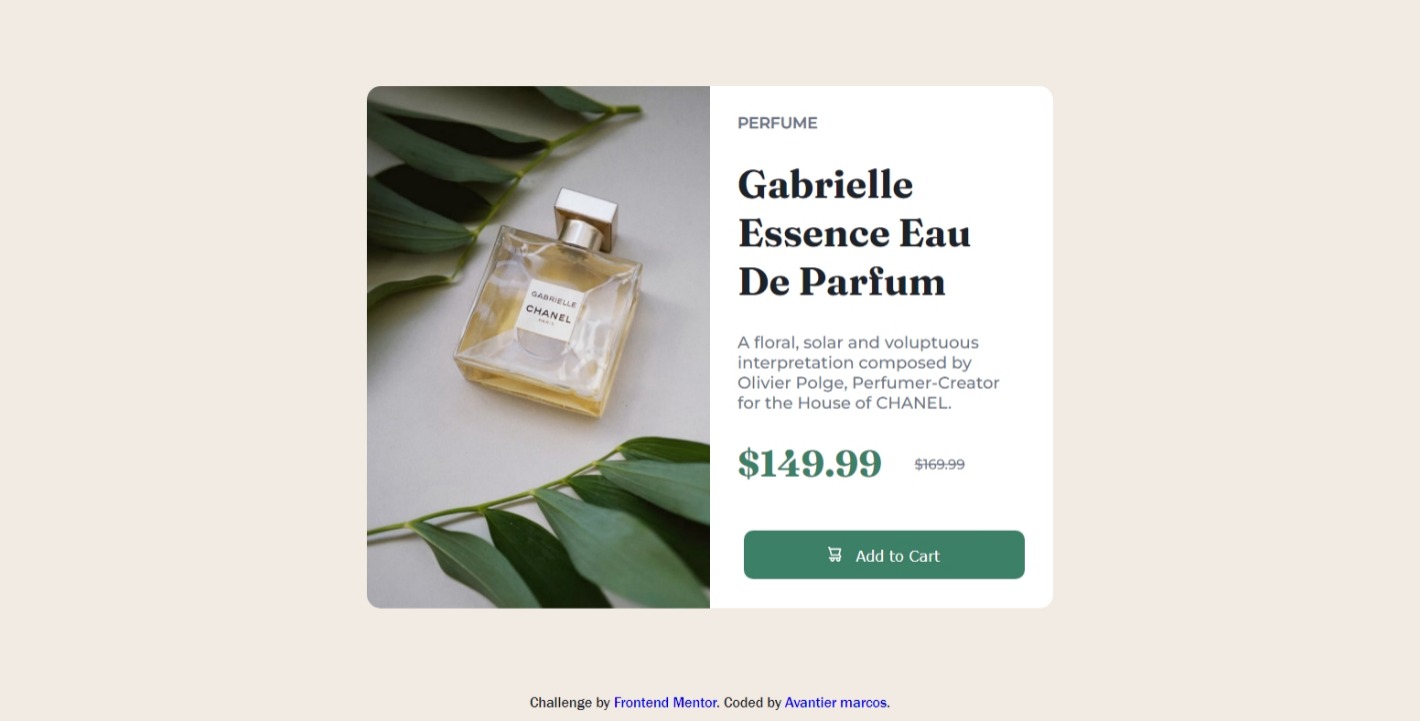 PERFUME
Gabrielle
Essence Eau
De Parfum
GABRIELLE
CHANEL
PARIS
A floral, solar and voluptuous
interpretation composed by
Olivier Polge, Perfumer-Creator
for the House of CHANEL.
$149.99 $169.99
Add to Cart
Challenge by Frontend Mentor. Coded by Avantier marcos.